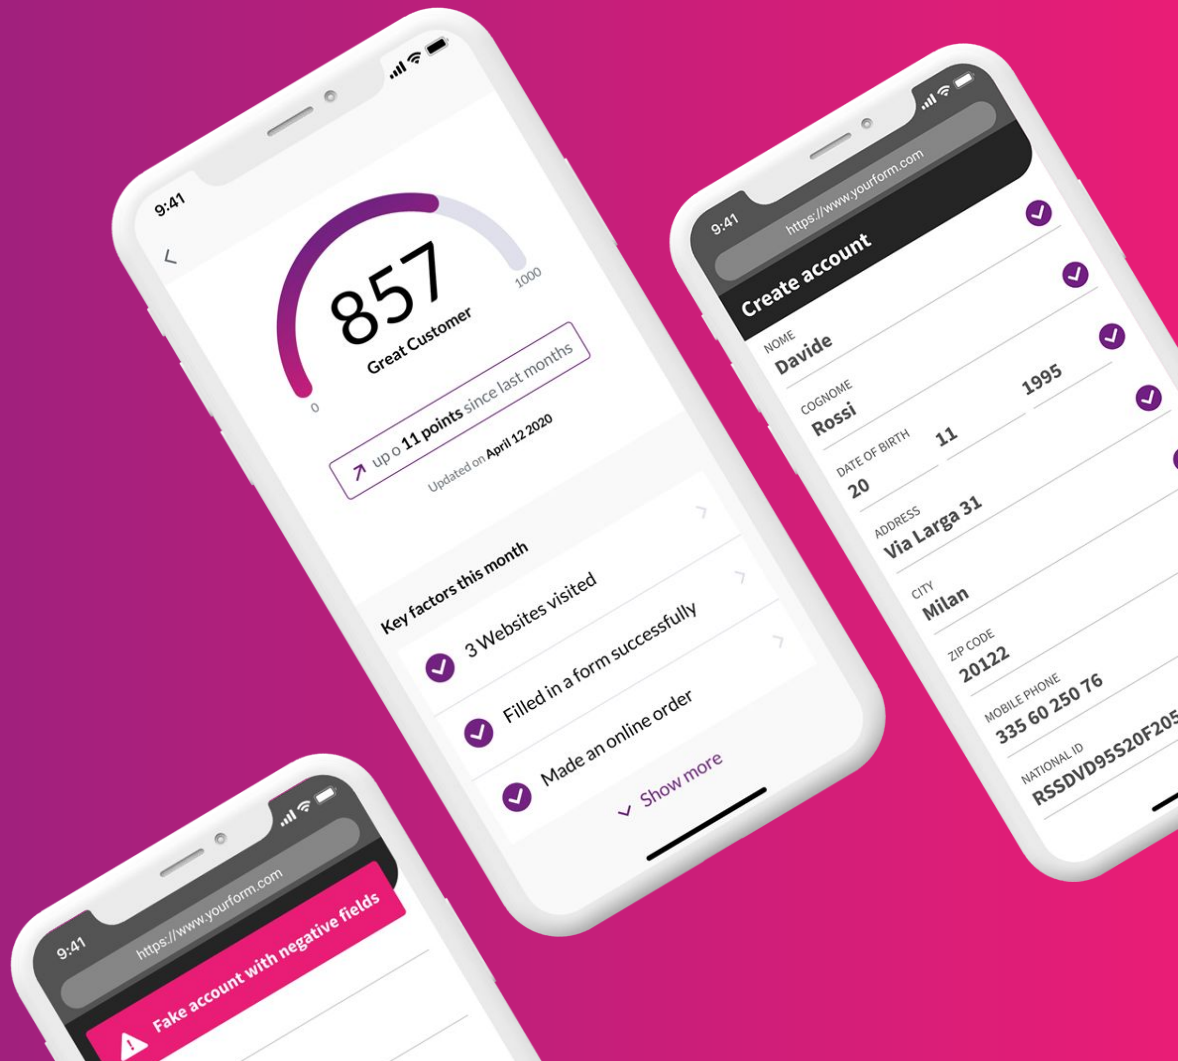 9:41
857
Great Customer
0
1000
up o 11 points since last months
Updated on April 12 2020
Key factors this month
3 Websites visited
Filled in a form successfully
Made an online order
Show more
9:41
https://www.yourform.com
Create account
NOME
Davide
COGNOME
Rossi
DATE OF BIRTH
20 11 1995
ADDRESS
Via Larga 31
CITY
Milan
ZIP CODE
20122
MOBILE PHONE
335 60 250 76
NATIONAL ID
RSSDVD95S20F205
9:41
https://www.yourform.com
Fake account with negative fields